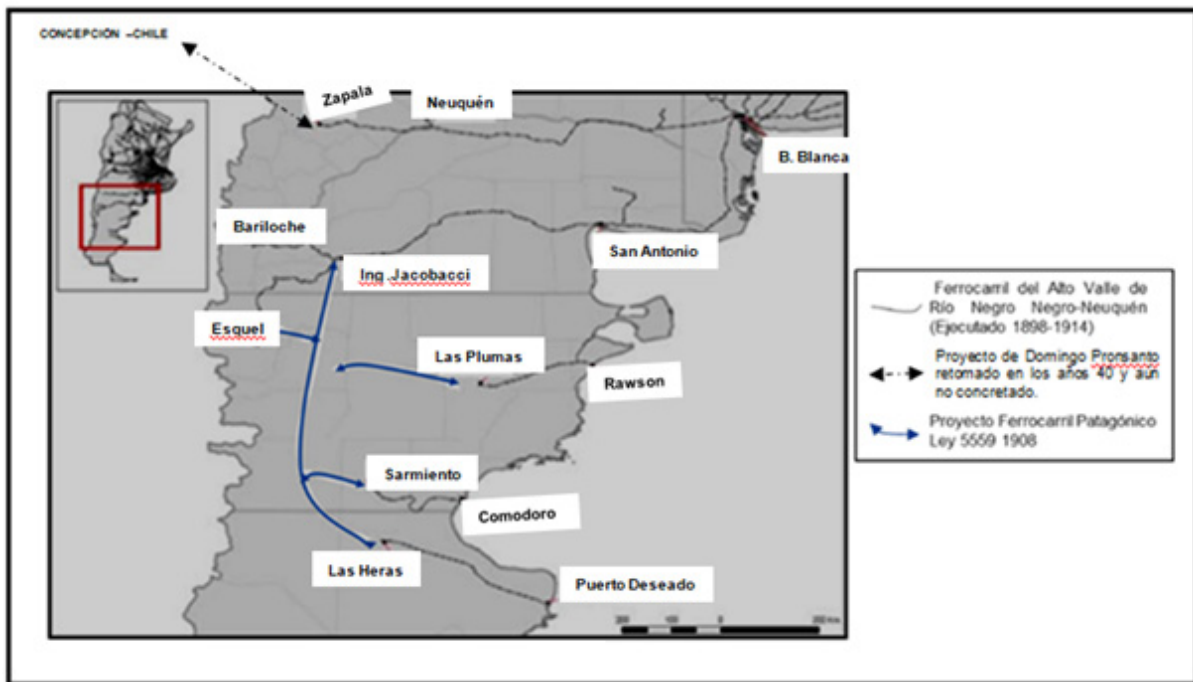 CONCEPCIÓN –CHILE
Zapala
Neuquén
B. Blanca
Bariloche
San Antonio
Ing .Jacobacci
Esquel
Las Plumas
Rawson
Sarmiento
Comodoro
Las Heras
Puerto Deseado
Ferrocarril del Alto Valle de
Río Negro Negro-Neuquén
(Ejecutado 1898-1914)
Proyecto de Domingo Pronsanto
retomado en los años 40 y aún
no concretado.
Proyecto Ferrocarril Patagónico
Ley 5559 1908
0